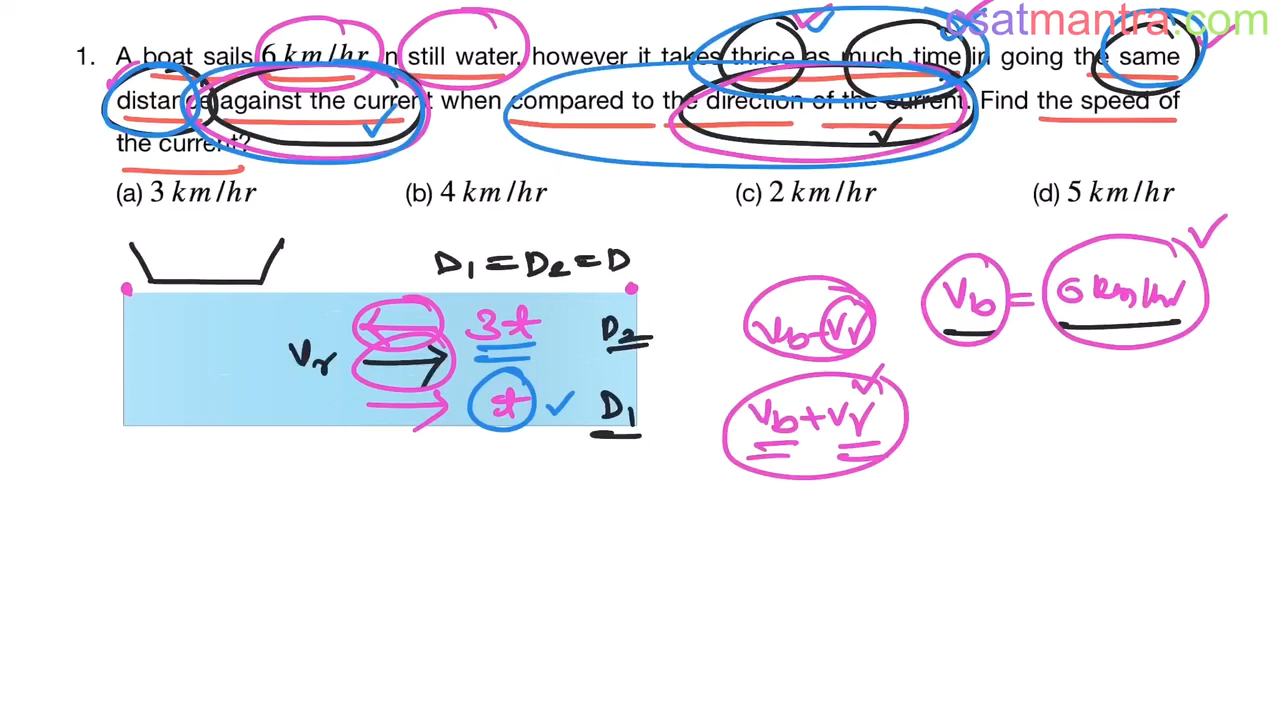 csatmantra.com
1. A boat sails 6 km/hr in still water, however it takes thrice as much time in going the same
distance against the current when compared to the direction of the current. Find the speed of
the current?
(a) 3 km/hr (b) 4 km/hr (c) 2 km/hr (d) 5 km/hr
D1 = D2 = D
Vb = 6 km/hr
3t D2 Vb-Vr
Vr
t D1 Vb+Vr